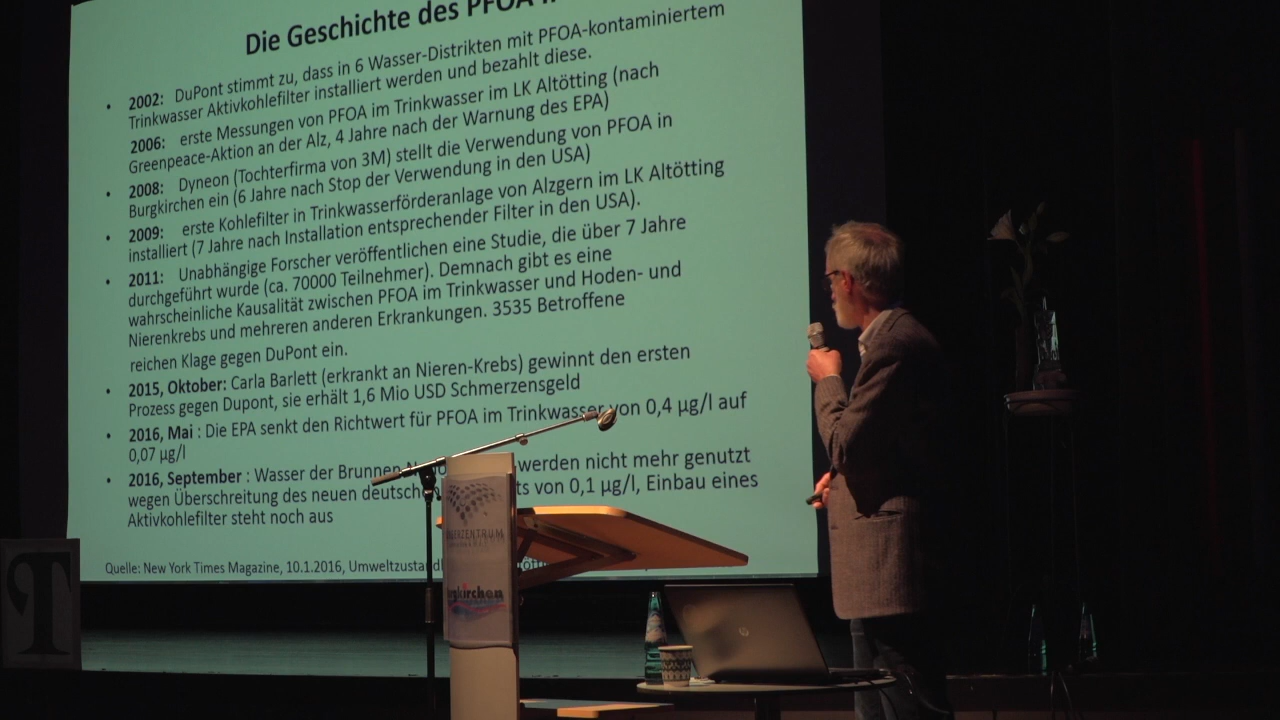 Die Geschichte des PFOA
• 2002: DuPont stimmt zu, dass in 6 Wasser-Distrikten mit PFOA-kontaminiertem
Trinkwasser Aktivkohlefilter installiert werden und bezahlt diese.
2006: erste Messungen von PFOA im Trinkwasser im LK Altötting (nach
Greenpeace-Aktion an der Alz, 4 Jahre nach der Warnung des EPA)
• 2008: Dyneon (Tochterfirma von 3M) stellt die Verwendung von PFOA in
Burgkirchen ein (6 Jahre nach Stop der Verwendung in den USA)
• 2009: erste Kohlefilter in Trinkwasserförderanlage von Alzgern im LK Altötting
installiert (7 Jahre nach Installation entsprechender Filter in den USA).
• 2011: Unabhängige Forscher veröffentlichen eine Studie, die über 7 Jahre
durchgeführt wurde (ca. 70000 Teilnehmer). Demnach gibt es eine
wahrscheinliche Kausalität zwischen PFOA im Trinkwasser und Hoden- und
Nierenkrebs und mehreren anderen Erkrankungen. 3535 Betroffene
reichen Klage gegen DuPont ein.
• 2015, Oktober: Carla Barlett (erkrankt an Nieren-Krebs) gewinnt den ersten
Prozess gegen Dupont, sie erhält 1,6 Mio USD Schmerzensgeld
• 2016, Mai : Die EPA senkt den Richtwert für PFOA im Trinkwasser von 0,4 µg/l auf
0,07 µg/l
• 2016, September : Wasser der Brunnen werden nicht mehr genutzt
wegen Überschreitung des neuen deutschen von 0,1 µg/l, Einbau eines
Aktivkohlefilter steht noch aus
Quelle: New York Times Magazine, 10.1.2016,
T
hp